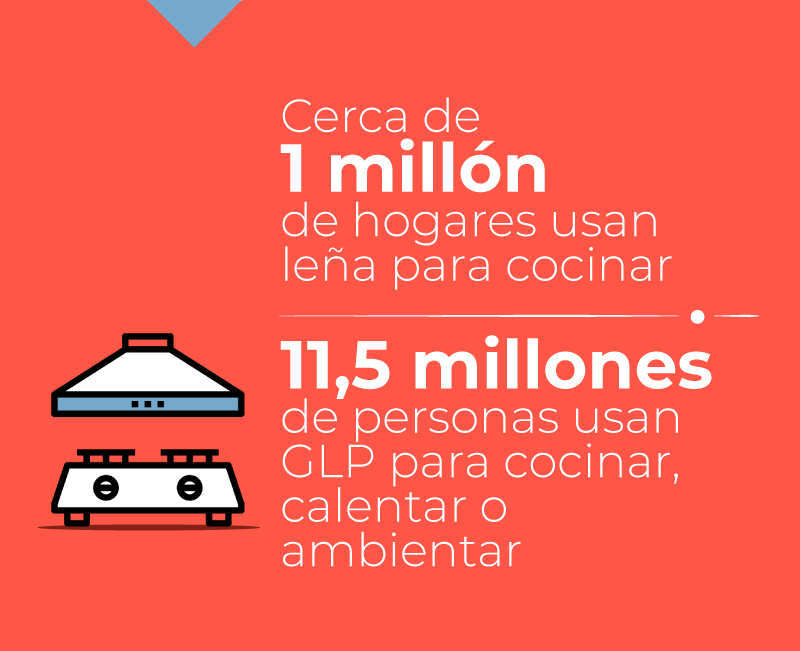 Cerca de
1 millón
de hogares usan
leña para cocinar
11,5 millones
de personas usan
GLP para cocinar,
calentar o
ambientar